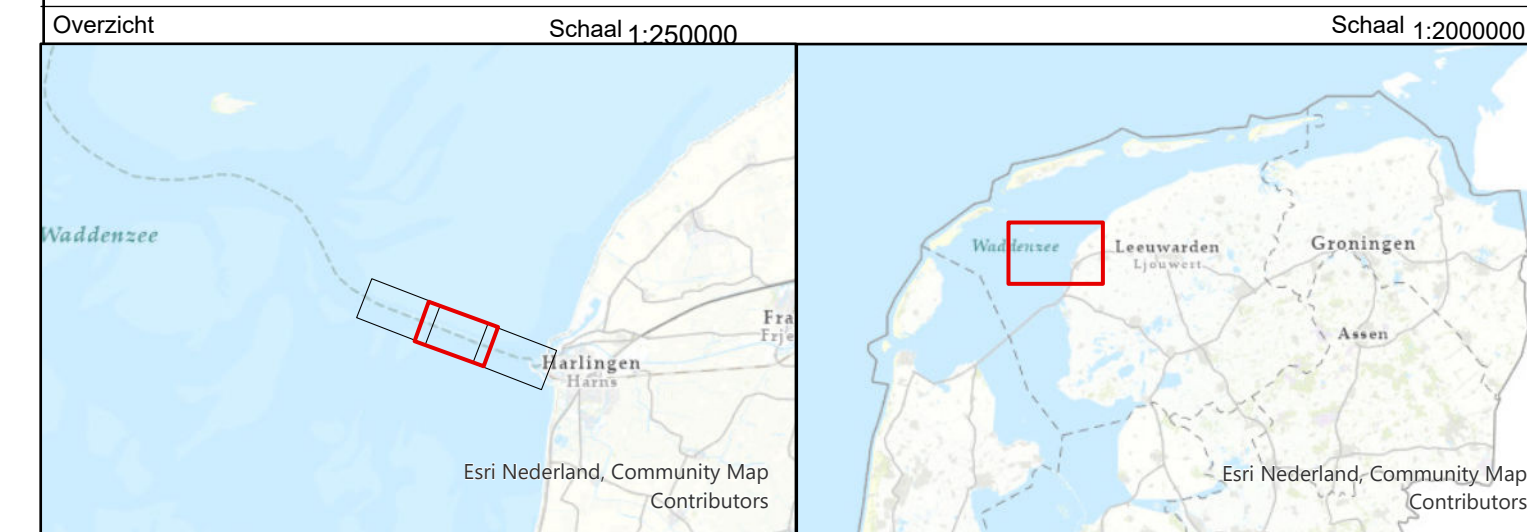 Overzicht
Schaal 1:250000
Schaal 1:2000000
Waddenzee
Harlingen
Harns
Fra
Frje
Esri Nederland, Community Map
Contributors
Waddenzee
Leeuwarden
Ljouwert
Groningen
Assen
Esri Nederland, Community Map
Contributors